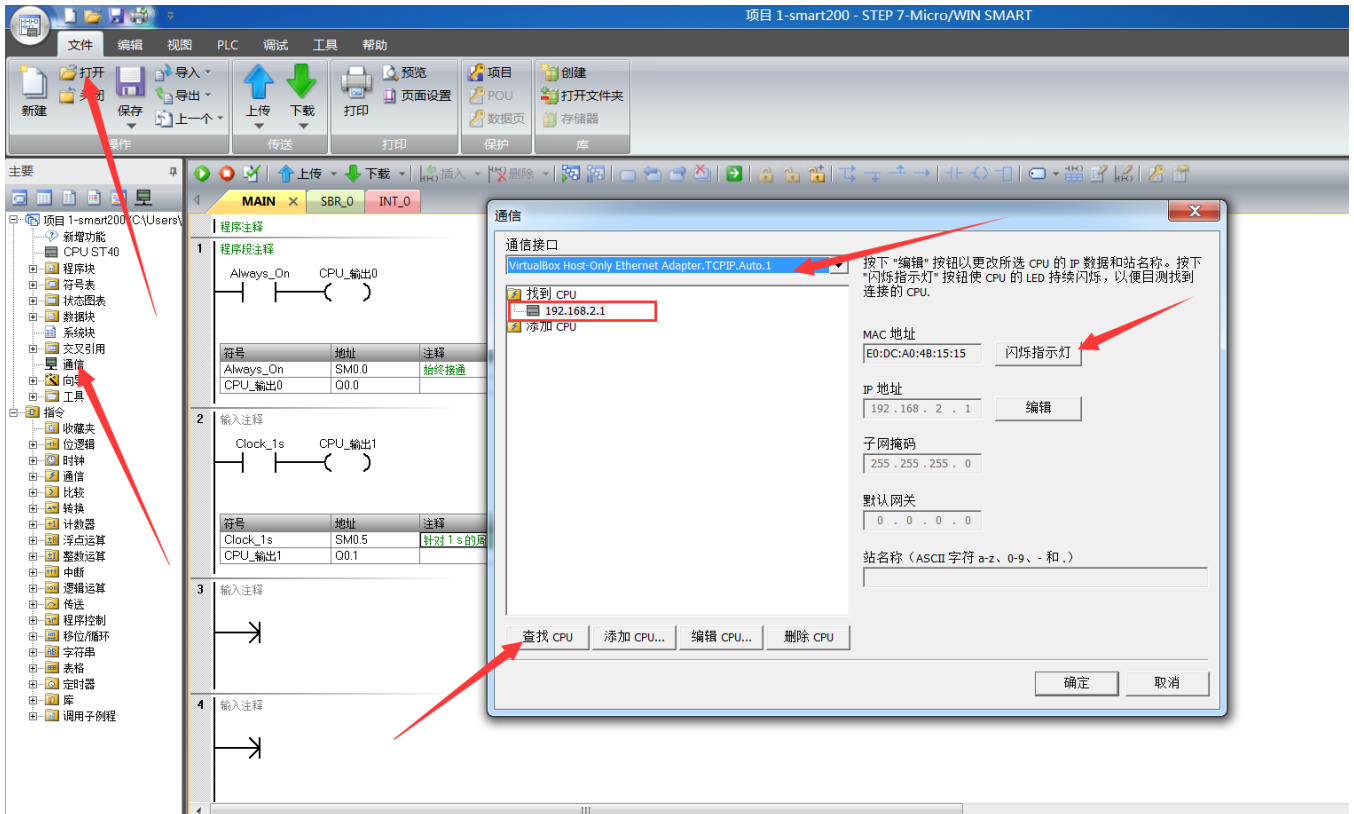 项目 1-smart200 - STEP 7-Micro/WIN SMART
文件 编辑 视图 PLC 调试 工具 帮助
新建 打开 关闭 保存 导入 导出 上一个
上传 下载
打印 预览 页面设置
项目 POU 数据页
创建 打开文件夹 存储器
操作 传送 打印 保护 库
主要
上传 下载 插入 删除
MAIN SBR_0 INT_0
项目 1-smart200 (C:\Users\
新增功能
CPU ST40
程序块
符号表
状态图表
数据块
系统块
交叉引用
通信
向导
工具
指令
收藏夹
位逻辑
时钟
通信
比较
转换
计数器
浮点运算
整数运算
中断
逻辑运算
传送
程序控制
移位/循环
字符串
表格
定时器
库
调用子例程
程序注释
1 程序段注释
Always_On CPU_输出0
符号 地址 注释
Always_On SM0.0 始终接通
CPU_输出0 Q0.0
2 输入注释
Clock_1s CPU_输出1
符号 地址 注释
Clock_1s SM0.5 针对 1 s 的周
CPU_输出1 Q0.1
3 输入注释
4 输入注释
通信
通信接口
VirtualBox Host-Only Ethernet Adapter.TCPIP.Auto.1
找到 CPU
192.168.2.1
添加 CPU
按下 "编辑" 按钮以更改所选 CPU 的 IP 数据和站名称。按下
"闪烁指示灯" 按钮使 CPU 的 LED 持续闪烁，以便目测找到
连接的 CPU.
MAC 地址
E0:DC:A0:4B:15:15 闪烁指示灯
IP 地址
192 . 168 . 2 . 1 编辑
子网掩码
255 . 255 . 255 . 0
默认网关
0 . 0 . 0 . 0
站名称（ASCII 字符 a-z、0-9、- 和 .）
查找 CPU 添加 CPU... 编辑 CPU... 删除 CPU
确定 取消